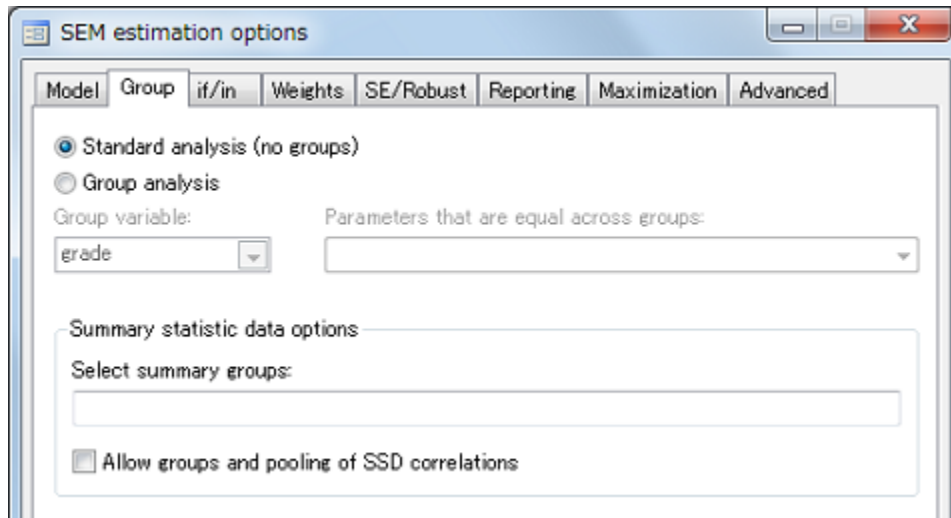 SEM estimation options
Model Group if/in Weights SE/Robust Reporting Maximization Advanced
Standard analysis (no groups)
Group analysis
Group variable: Parameters that are equal across groups:
grade
Summary statistic data options
Select summary groups:
Allow groups and pooling of SSD correlations